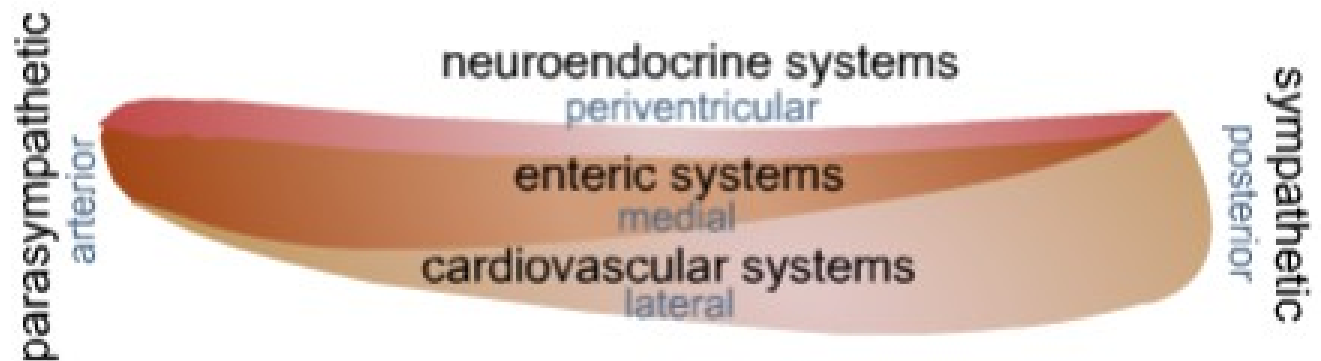 parasympathetic
arterior
neuroendocrine systems
periventricular
enteric systems
medial
cardiovascular systems
lateral
posterior
sympathetic